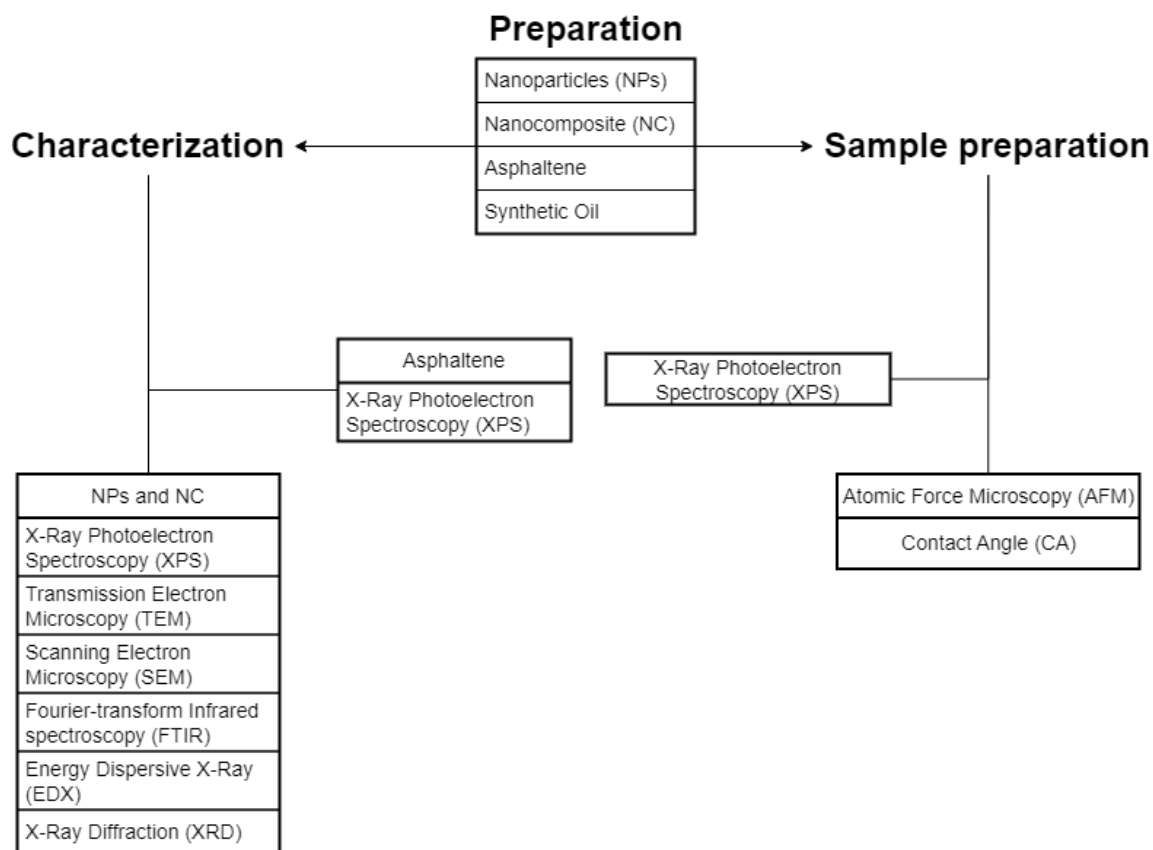 Preparation
Nanoparticles (NPs)
Nanocomposite (NC)
Asphaltene
Synthetic Oil
Characterization
Sample preparation
Asphaltene
X-Ray Photoelectron
Spectroscopy (XPS)
X-Ray Photoelectron
Spectroscopy (XPS)
NPs and NC
X-Ray Photoelectron
Spectroscopy (XPS)
Transmission Electron
Microscopy (TEM)
Scanning Electron
Microscopy (SEM)
Fourier-transform Infrared
spectroscopy (FTIR)
Energy Dispersive X-Ray
(EDX)
X-Ray Diffraction (XRD)
Atomic Force Microscopy (AFM)
Contact Angle (CA)